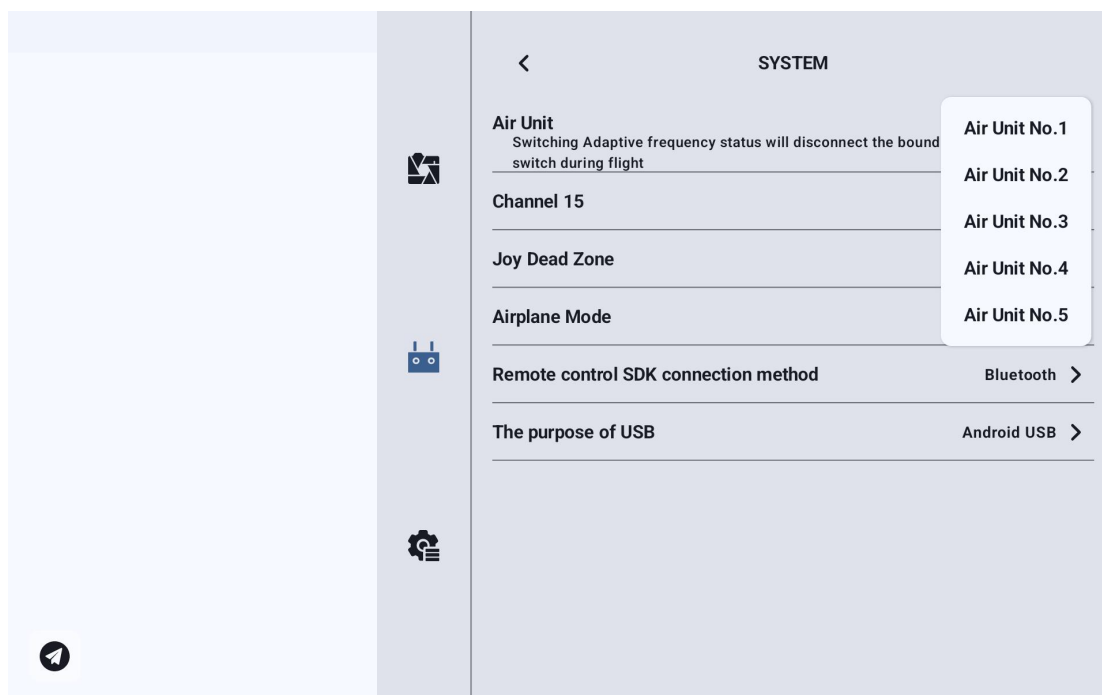 SYSTEM
Air Unit
Switching Adaptive frequency status will disconnect the bound
switch during flight
Air Unit No.1
Air Unit No.2
Air Unit No.3
Air Unit No.4
Air Unit No.5
Channel 15
Joy Dead Zone
Airplane Mode
Remote control SDK connection method Bluetooth
The purpose of USB Android USB